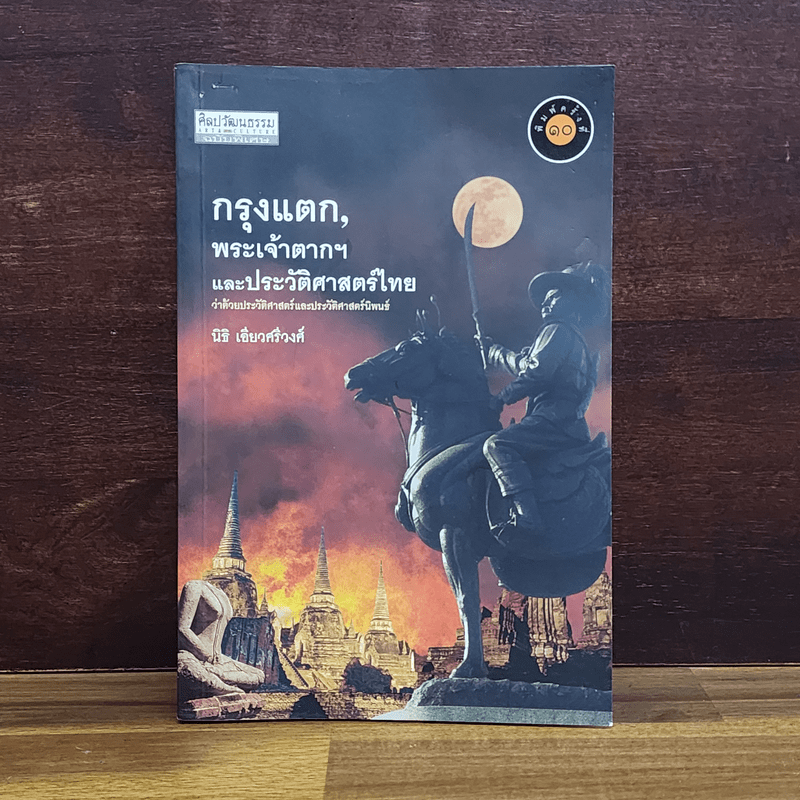 ศิลปวัฒนธรรม
ART & CULTURE
ฉบับพิเศษ
พิมพ์ครั้งที่
๑๐
กรุงแตก,
พระเจ้าตากฯ
และประวัติศาสตร์ไทย
ว่าด้วยประวัติศาสตร์และประวัติศาสตร์นิพนธ์
นิธิ เอียวศรีวงศ์